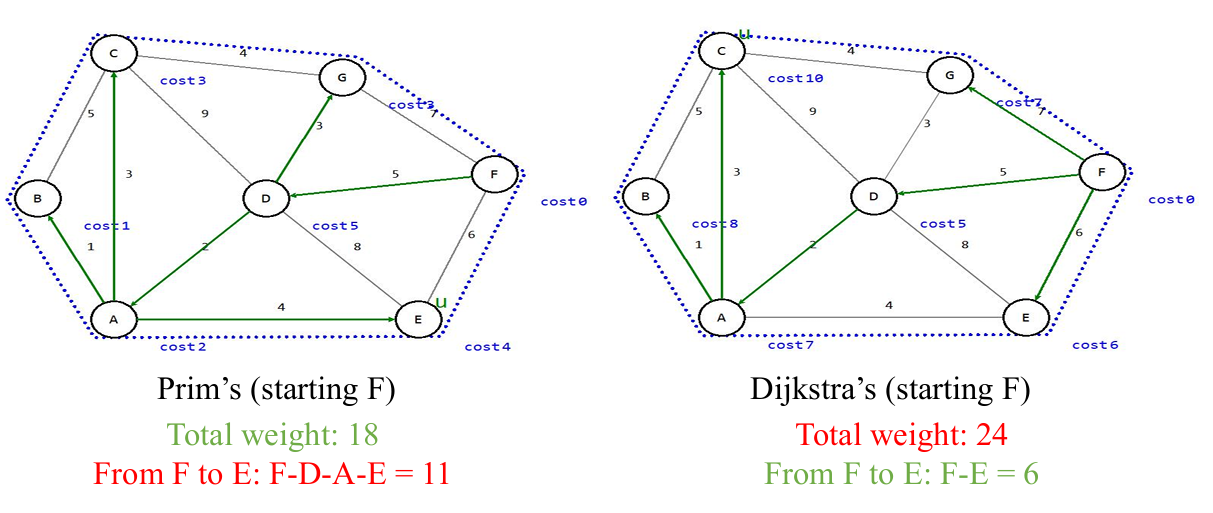 C
4
G
cost3
cost3
7
5
9
3
3
5
F
B
D
cost0
cost1
cost5
1
2
8
6
u
4
A
E
cost2
cost4
Prim's (starting F)
Total weight: 18
From F to E: F-D-A-E = 11
u
C
4
G
cost10
cost7
7
5
9
3
3
5
F
B
D
cost0
cost8
cost5
1
2
8
6
4
A
E
cost7
cost6
Dijkstra's (starting F)
Total weight: 24
From F to E: F-E = 6